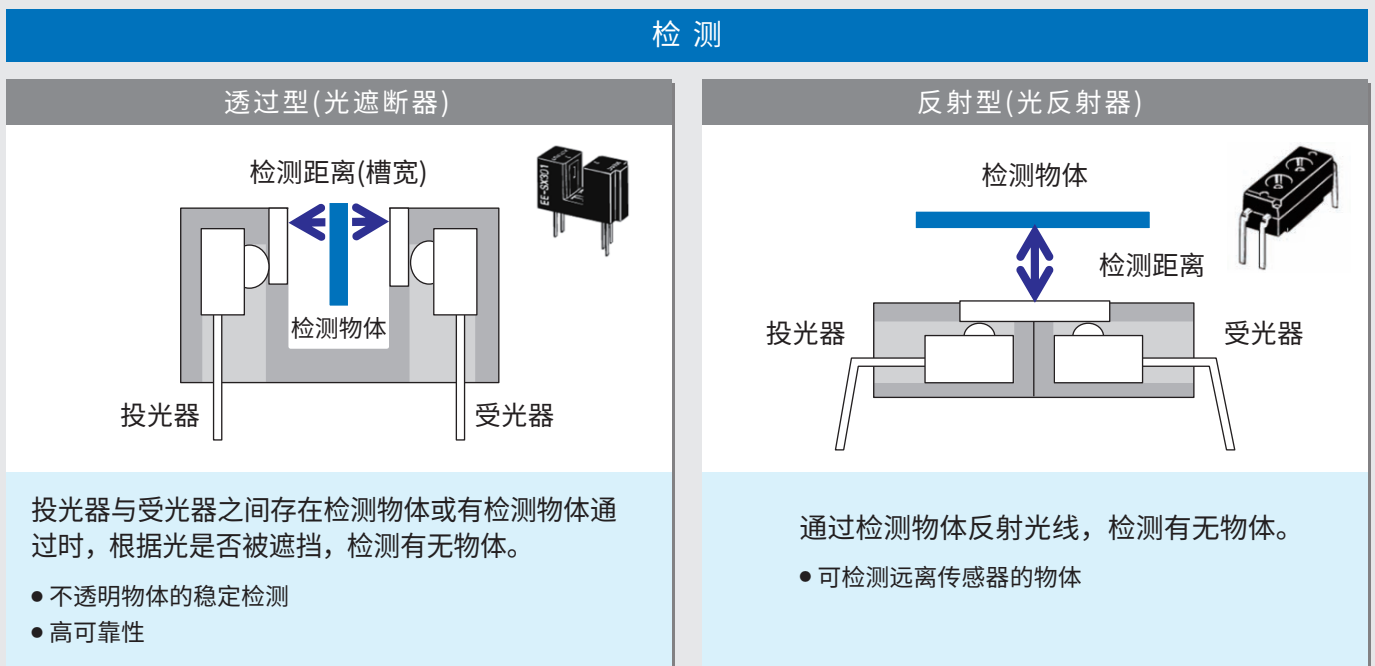 检测
透过型(光遮断器)
检测距离(槽宽)
EE-SX301
检测物体
投光器
受光器
投光器与受光器之间存在检测物体或有检测物体通
过时，根据光是否被遮挡，检测有无物体。
● 不透明物体的稳定检测
● 高可靠性
反射型(光反射器)
检测物体
检测距离
投光器
受光器
通过检测物体反射光线，检测有无物体。
● 可检测远离传感器的物体